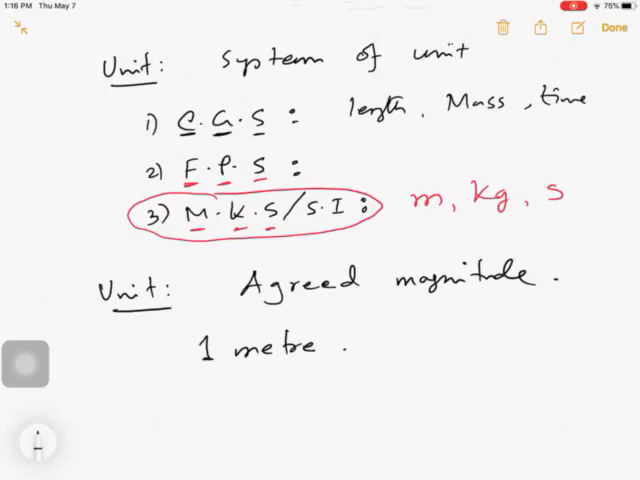 1:16 PM Thu May 7 75%
Done
Unit: System of unit
1) C.G.S: length, Mass, time
2) F.P.S:
3) M.K.S/S.I: m, kg, s
Unit: Agreed magnitude.
1 metre.